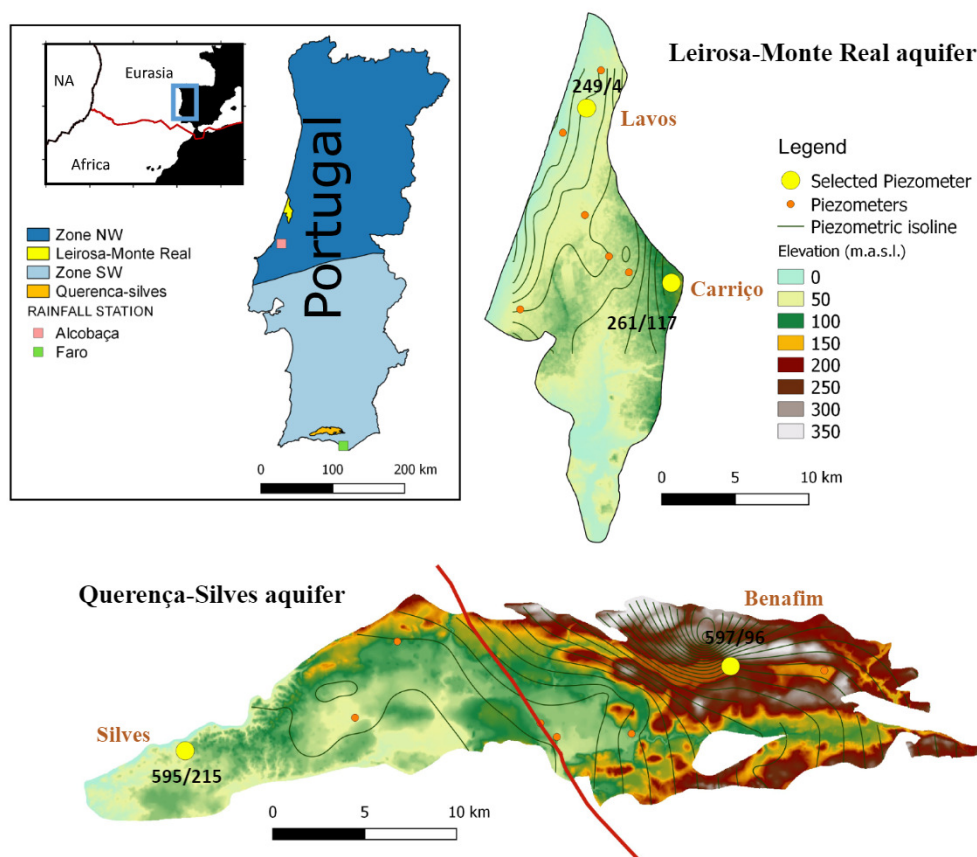 NA
Eurasia
Africa
Portugal
Zone NW
Leirosa-Monte Real
Zone SW
Querenca-silves
RAINFALL STATION
Alcobaça
Faro
0 100 200 km
Leirosa-Monte Real aquifer
249/4
Lavos
Carriço
261/117
Legend
Selected Piezometer
Piezometers
Piezometric isoline
Elevation (m.a.s.l.)
0
50
100
150
200
250
300
350
0 5 10 km
Querença-Silves aquifer
Benafim
597/96
Silves
595/215
0 5 10 km